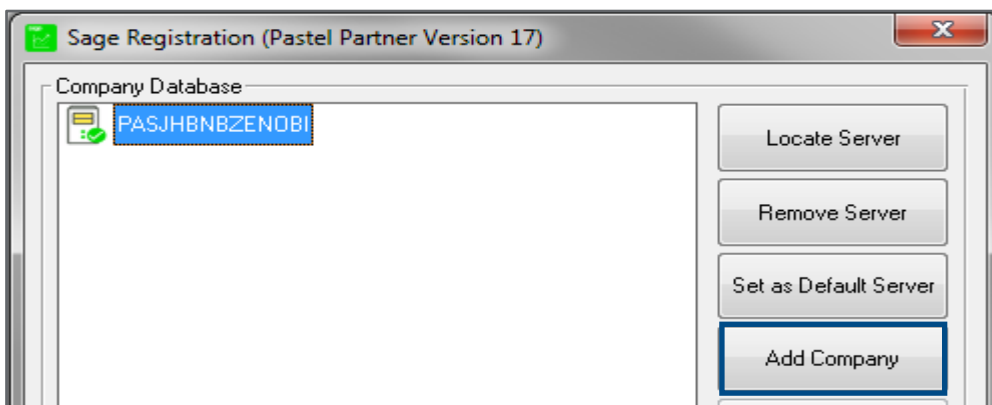 Sage Registration (Pastel Partner Version 17)
Company Database
PASJHBNBZENOBI
Locate Server
Remove Server
Set as Default Server
Add Company